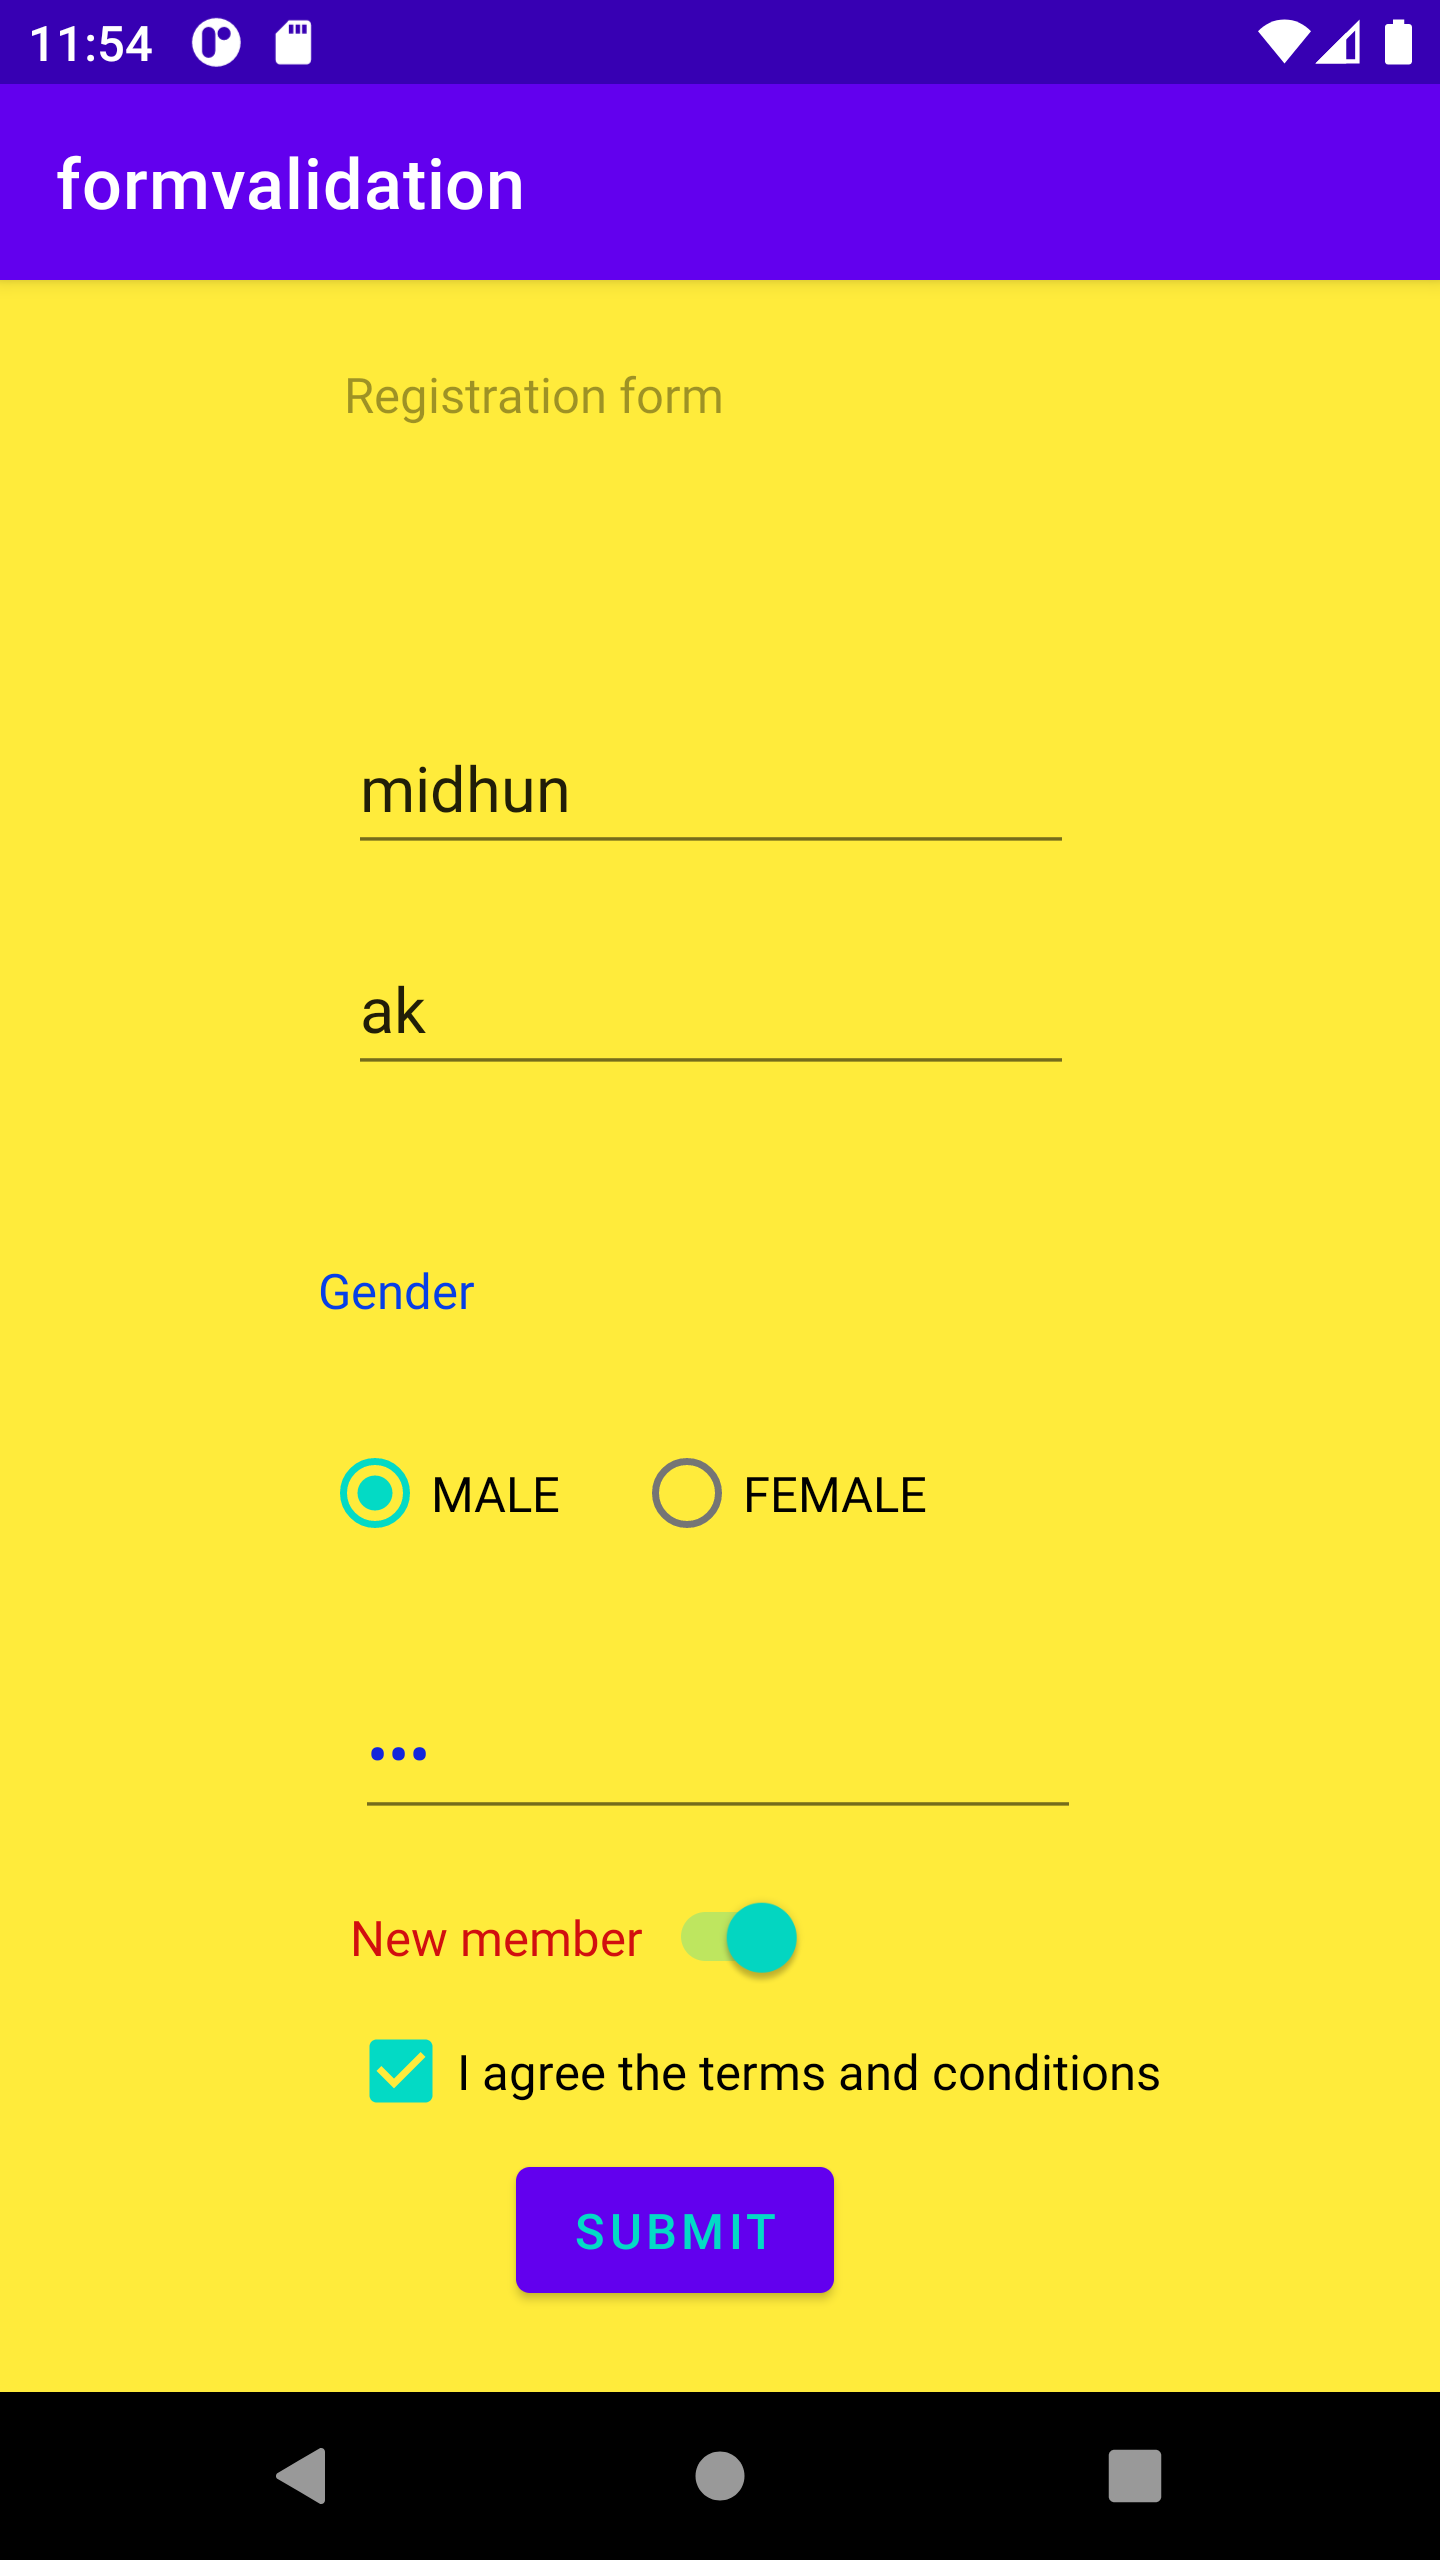 11:54
formvalidation
Registration form
midhun
ak
Gender
MALE FEMALE
•••
New member
I agree the terms and conditions
SUBMIT